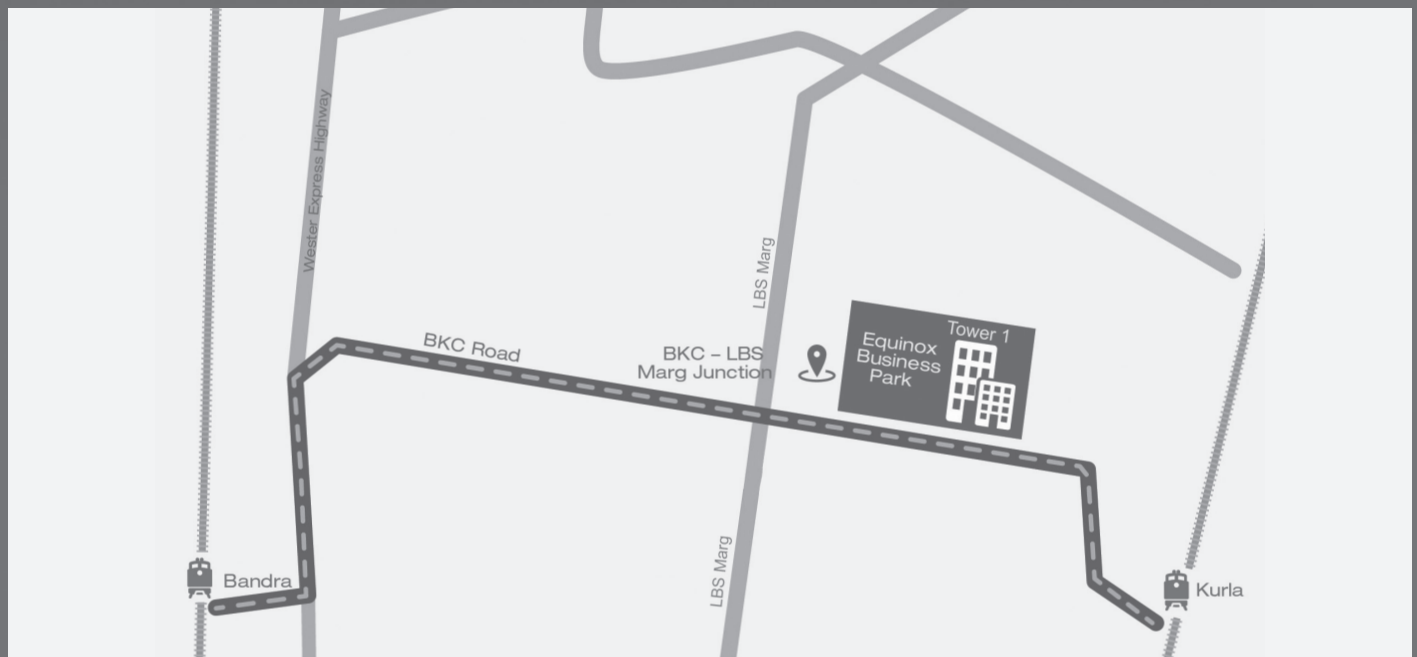 Wester Express Highway
LBS Marg
Tower 1
Equinox
Business
Park
BKC Road
BKC – LBS
Marg Junction
LBS Marg
Bandra
Kurla